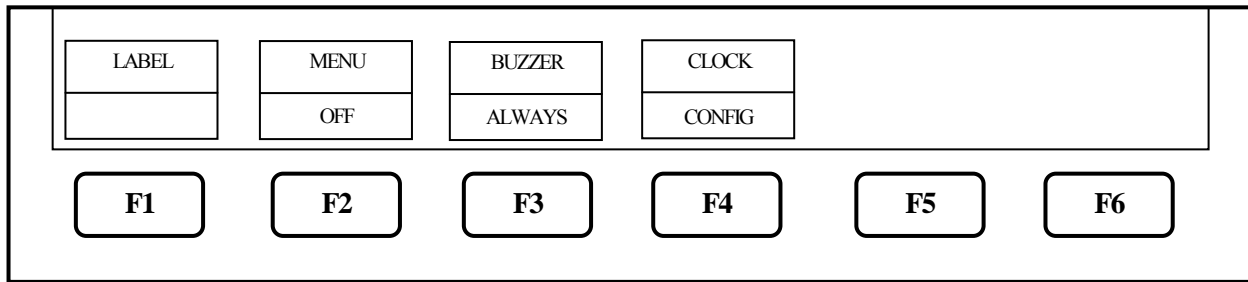 LABEL MENU BUZZER CLOCK
OFF ALWAYS CONFIG
F1 F2 F3 F4 F5 F6